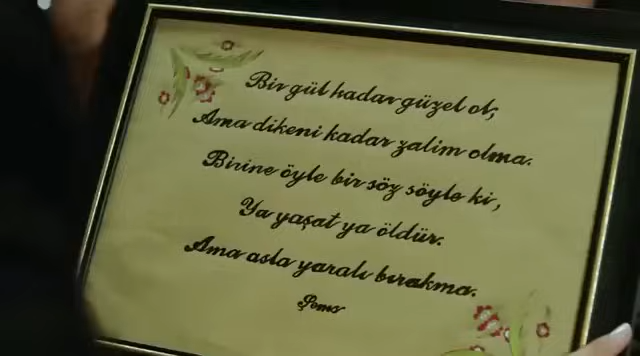 Bir gül kadar güzel ol;
Ama dikeni kadar zalim olma.
Birine öyle bir söz söyle ki,
Ya yaşat ya öldür.
Ama asla yaralı bırakma.
Şems